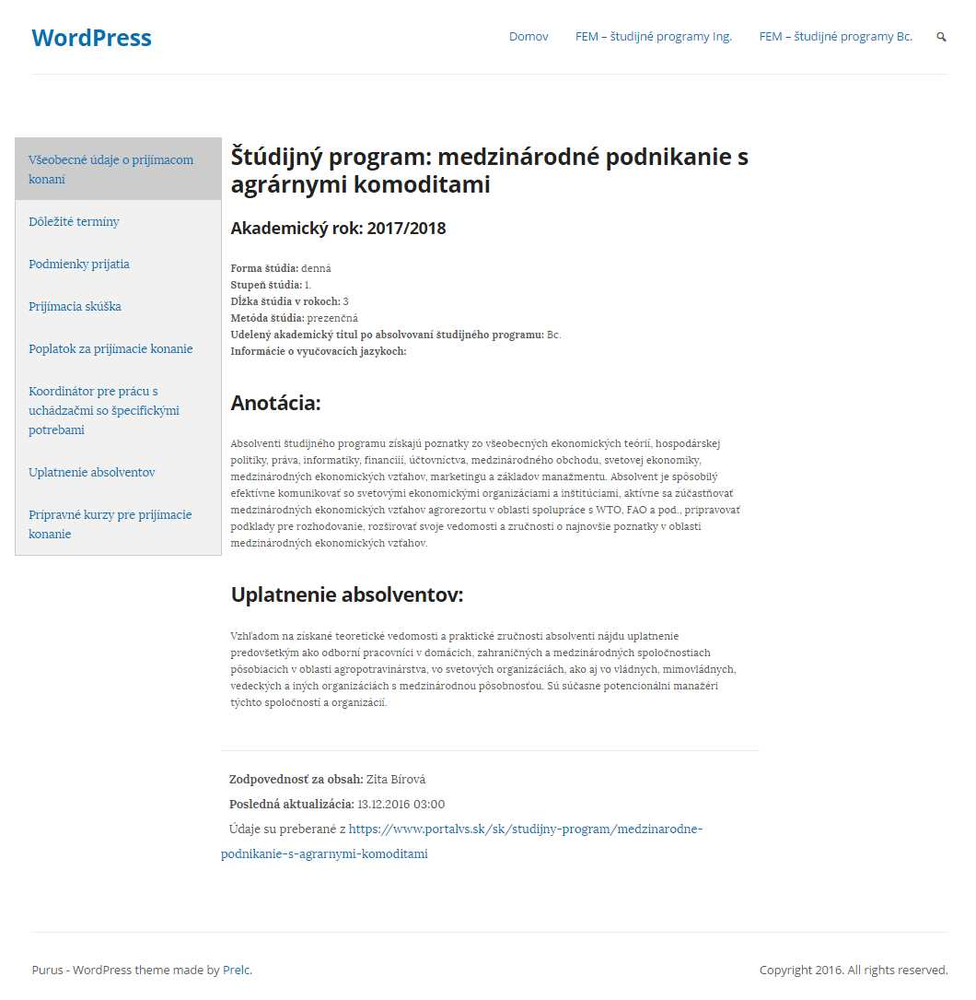 WordPress
Domov
FEM – študijné programy Ing.
FEM – študijné programy Bc.
Všeobecné údaje o prijímacom
konaní
Dôležité termíny
Podmienky prijatia
Prijímacia skúška
Poplatok za prijímacie konanie
Koordinátor pre prácu s
uchádzačmi so špecifickými
potrebami
Uplatnenie absolventov
Prípravné kurzy pre prijímacie
konanie
Štúdijný program: medzinárodné podnikanie s
agrárnymi komoditami
Akademický rok: 2017/2018
Forma štúdia: denná
Stupeň štúdia: 1.
Dĺžka štúdia v rokoch: 3
Metóda štúdia: prezenčná
Udelený akademický titul po absolvovaní študijného programu: Bc.
Informácie o vyučovacích jazykoch:
Anotácia:
Absolventi študijného programu získajú poznatky zo všeobecných ekonomických teórií, hospodárskej
politiky, práva, informatiky, financiíí, účtovníctva, medzinárodného obchodu, svetovej ekonomiky,
medzinárodných ekonomických vzťahov, marketingu a základov manažmentu. Absolvent je spôsobilý
efektívne komunikovať so svetovými ekonomickými organizáciami a inštitúciami, aktívne sa zúčastňovať
medzinárodných ekonomických vzťahov agrorezortu v oblasti spolupráce s WTO, FAO a pod., pripravovať
podklady pre rozhodovanie, rozširovať svoje vedomosti a zručnosti o najnovšie poznatky v oblasti
medzinárodných ekonomických vzťahov.
Uplatnenie absolventov:
Vzhľadom na získané teoretické vedomosti a praktické zručnosti absolventi nájdu uplatnenie
predovšetkým ako odborní pracovníci v domácich, zahraničných a medzinárodných spoločnostiach
pôsobiacich v oblasti agropotravinárstva, vo svetových organizáciách, ako aj vo vládnych, mimovládnych,
vedeckých a iných organizáciách s medzinárodnou pôsobnosťou. Sú súčasne potencionálni manažéri
týchto spoločností a organizácií.
Zodpovednosť za obsah: Zita Bírová
Posledná aktualizácia: 13.12.2016 03:00
Údaje su preberané z https://www.portalvs.sk/sk/studijny-program/medzinarodne-
podnikanie-s-agrarnymi-komoditami
Purus - WordPress theme made by Prelc.
Copyright 2016. All rights reserved.